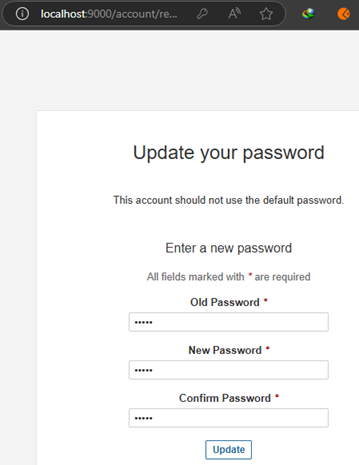 localhost:9000/account/re...
Update your password
This account should not use the default password.
Enter a new password
All fields marked with * are required
Old Password *
•••••
New Password *
•••••
Confirm Password *
•••••
Update